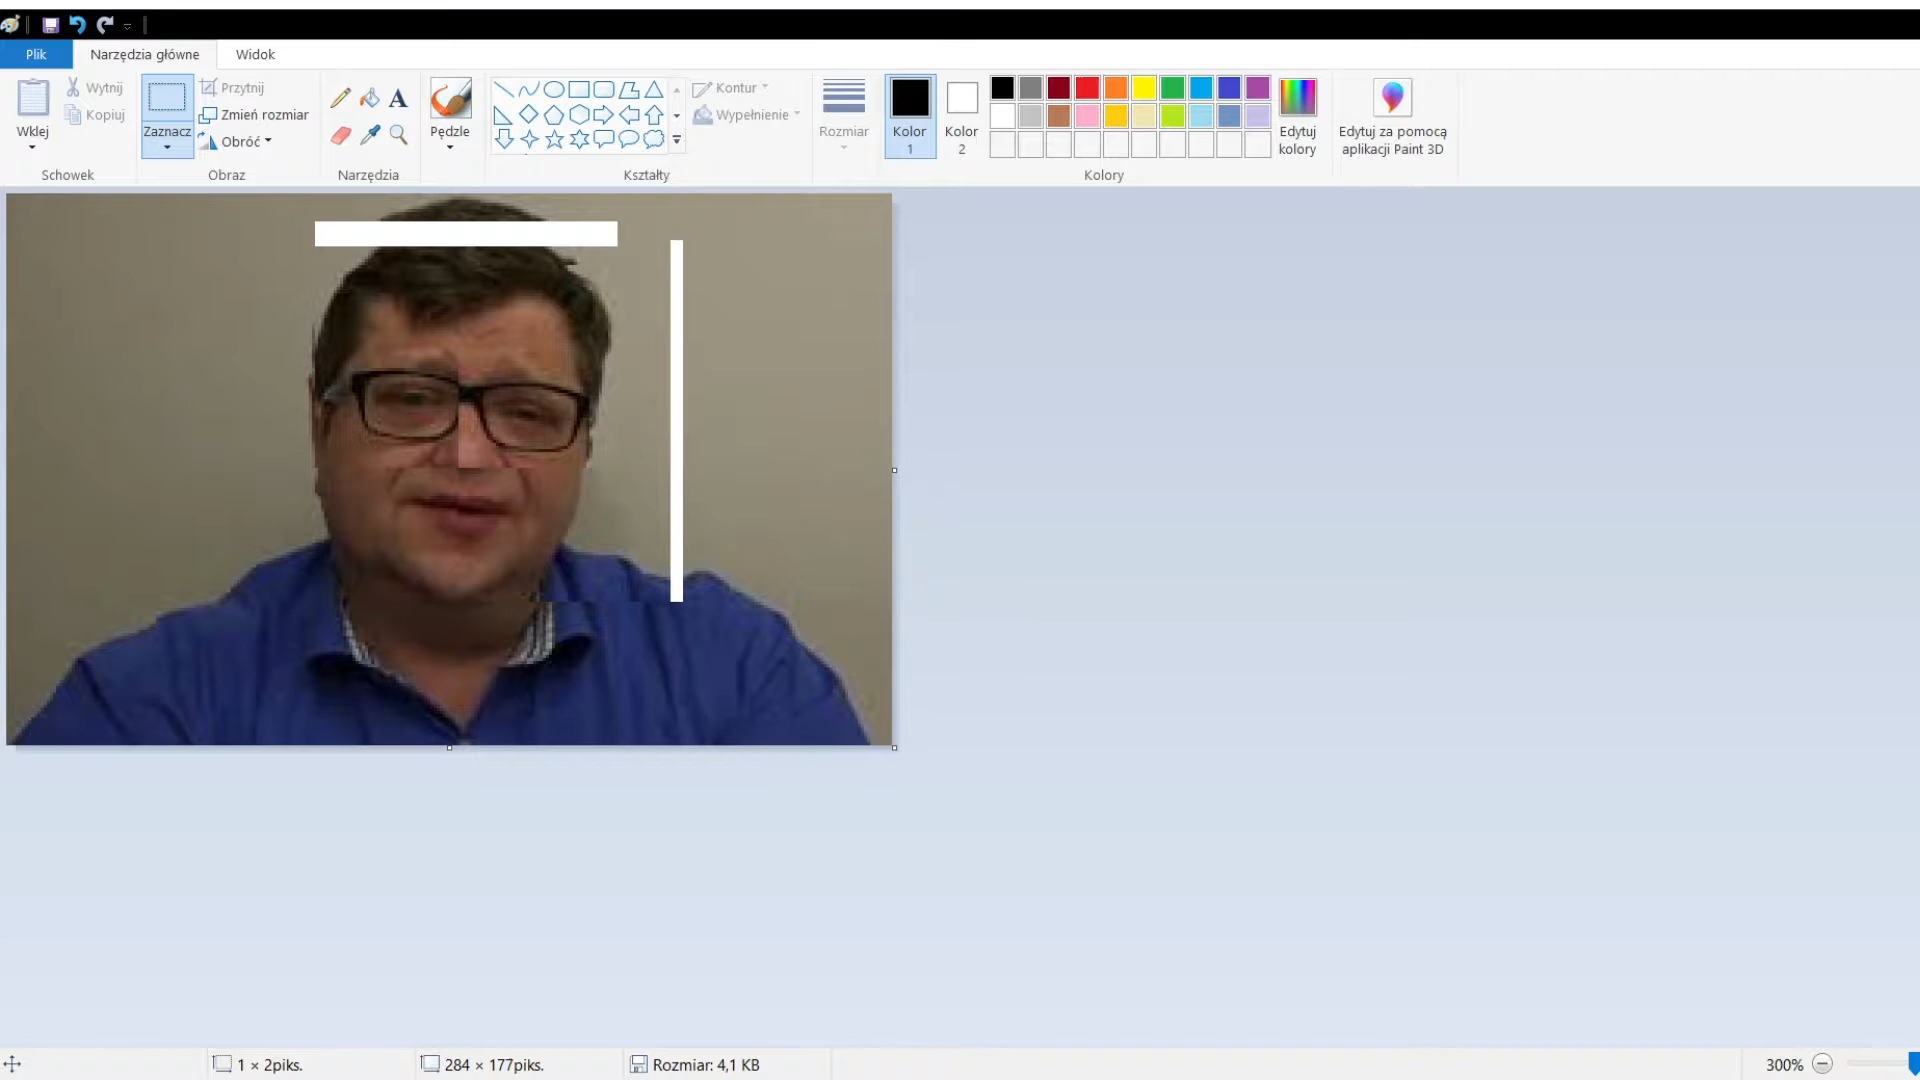 Plik Narzędzia główne Widok
Wklej
Wytnij
Kopiuj
Schowek
Zaznacz
Przytnij
Zmień rozmiar
Obróć
Obraz
A
Narzędzia
Pędzle
Kształty
Kontur
Wypełnienie
Rozmiar
Kolor
1
Kolor
2
Kolory
Edytuj
kolory
Edytuj za pomocą
aplikacji Paint 3D
1 × 2piks.
284 × 177piks.
Rozmiar: 4,1 KB
300%